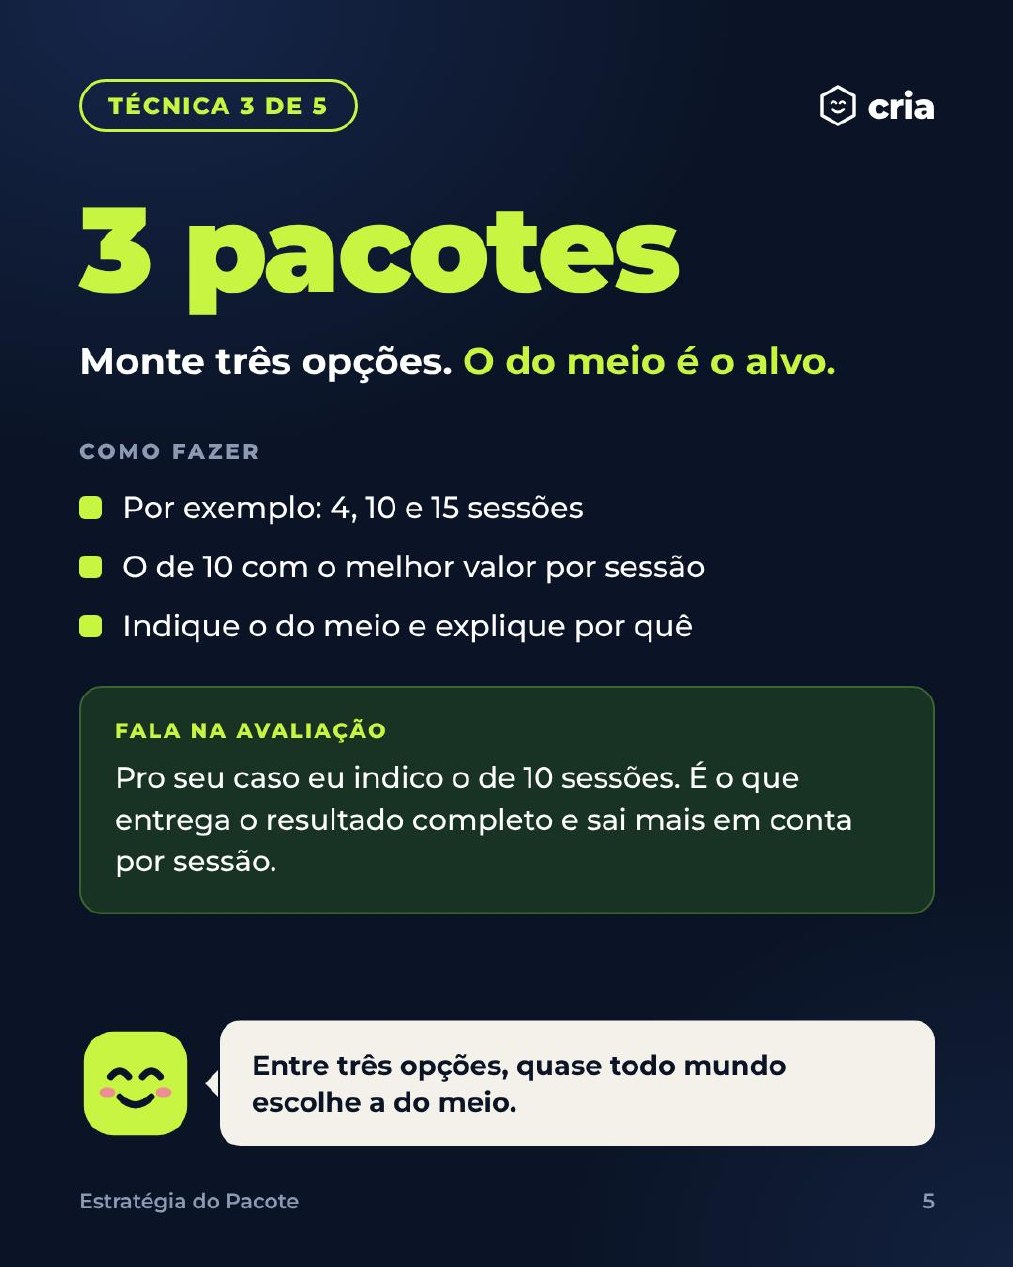 TÉCNICA 3 DE 5
cria
3 pacotes
Monte três opções. O do meio é o alvo.
COMO FAZER
Por exemplo: 4, 10 e 15 sessões
O de 10 com o melhor valor por sessão
Indique o do meio e explique por quê
FALA NA AVALIAÇÃO
Pro seu caso eu indico o de 10 sessões. É o que
entrega o resultado completo e sai mais em conta
por sessão.
Entre três opções, quase todo mundo
escolhe a do meio.
Estratégia do Pacote
5